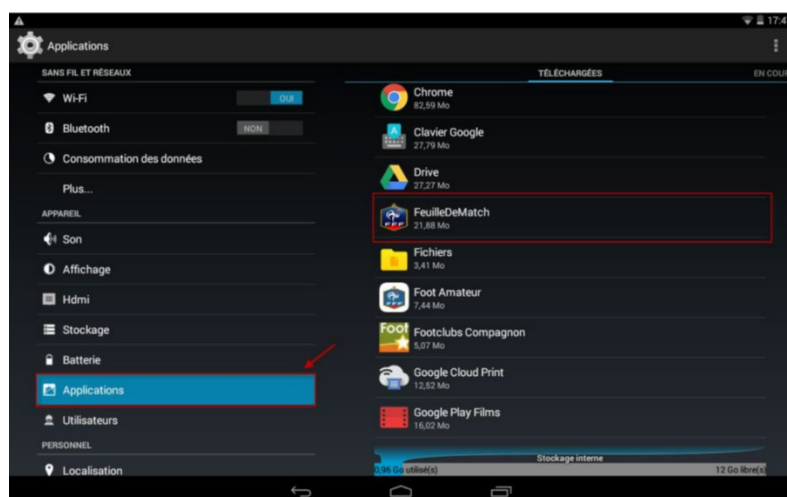 17:4
Applications
SANS FIL ET RÉSEAUX
Wi-Fi
OUI
Bluetooth
NON
Consommation des données
Plus...
APPAREIL
Son
Affichage
Hdmi
Stockage
Batterie
Applications
Utilisateurs
PERSONNEL
Localisation
TÉLÉCHARGÉES
EN COUR
Chrome
82,59 Mo
Clavier Google
27,79 Mo
Drive
27,27 Mo
FeuilleDeMatch
21,88 Mo
Fichiers
3,41 Mo
Foot Amateur
7,44 Mo
Foot
Footclubs Compagnon
5,07 Mo
Google Cloud Print
12,52 Mo
Google Play Films
16,02 Mo
Stockage interne
0,96 Go utilisé(s)
12 Go libre(s)